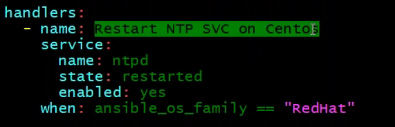 handlers:
  - name: Restart NTP SVC on Centos
    service:
      name: ntpd
      state: restarted
      enabled: yes
    when: ansible_os_family == "RedHat"